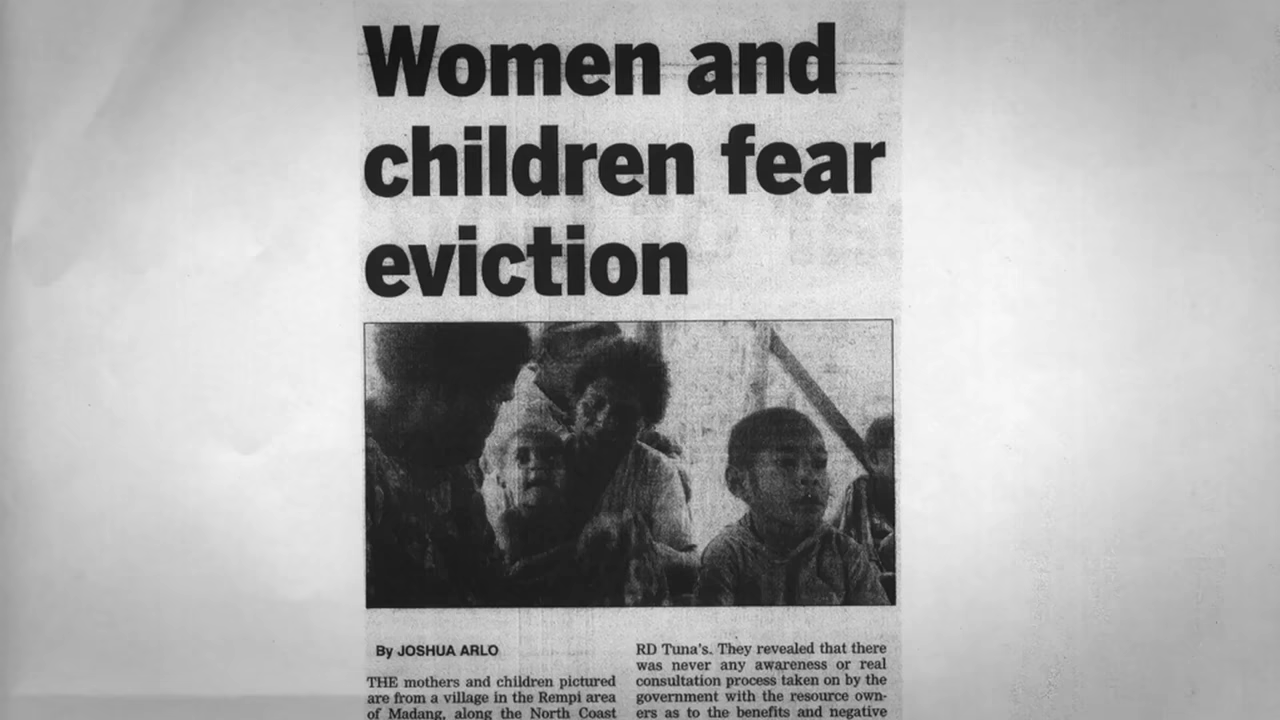 Women and
children fear
eviction
By JOSHUA ARLO
THE mothers and children pictured
are from a village in the Rempi area
of Madang, along the North Coast
RD Tuna's. They revealed that there
was never any awareness or real
consultation process taken on by the
government with the resource own-
ers as to the benefits and negative